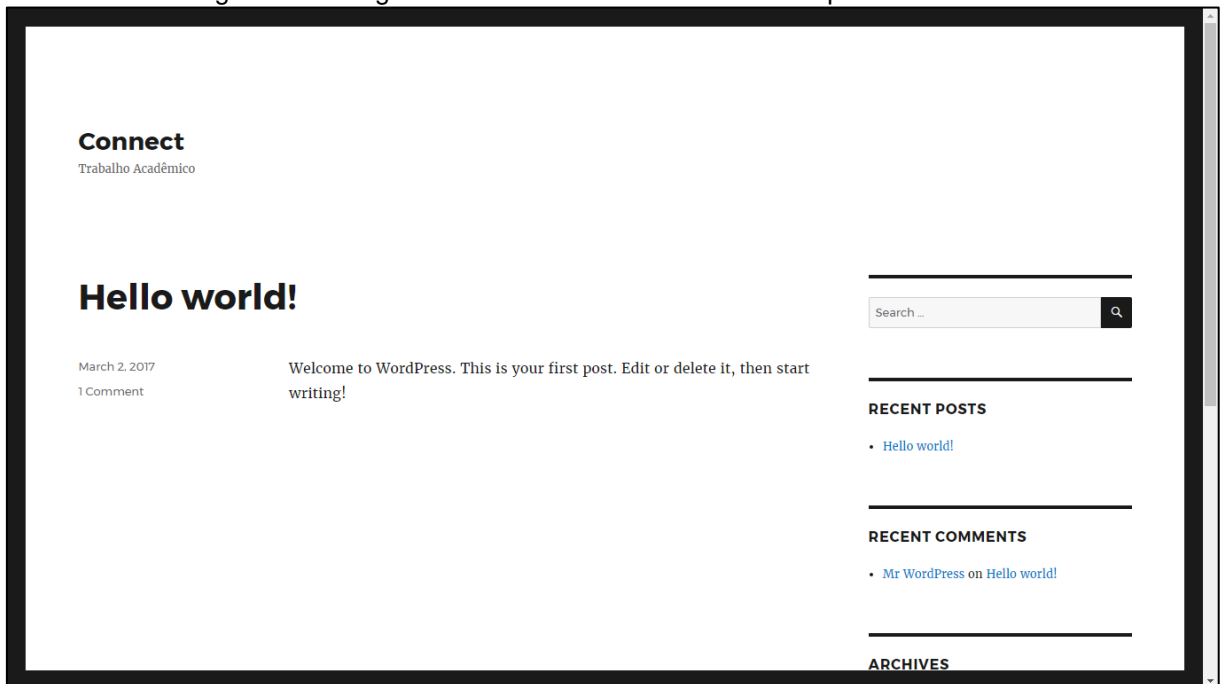 Connect
Trabalho Acadêmico
Hello world!
March 2, 2017
1 Comment
Welcome to WordPress. This is your first post. Edit or delete it, then start
writing!
Search ...
RECENT POSTS
• Hello world!
RECENT COMMENTS
• Mr WordPress on Hello world!
ARCHIVES